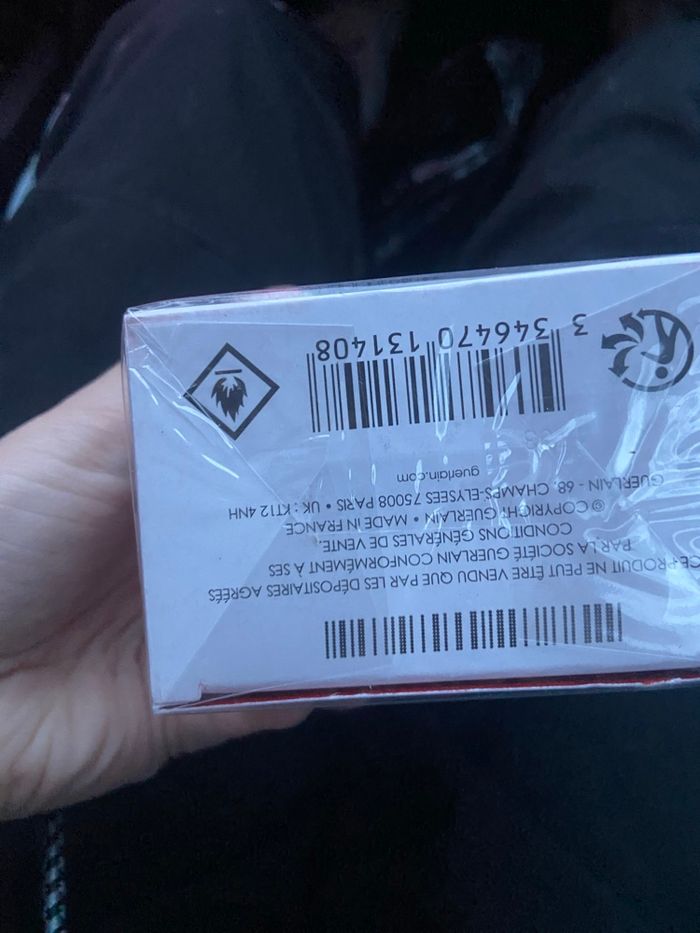 CE PRODUIT NE PEUT ÊTRE VENDU QUE PAR LES DÉPOSITAIRES AGRÉÉS
PAR LA SOCIÉTÉ GUERLAIN CONFORMÉMENT À SES
CONDITIONS GÉNÉRALES DE VENTE.
© COPYRIGHT GUERLAIN • MADE IN FRANCE
GUERLAIN - 68, CHAMPS-ELYSEES 75008 PARIS • UK : KT12 4NH
guerlain.com
3 346470 131408